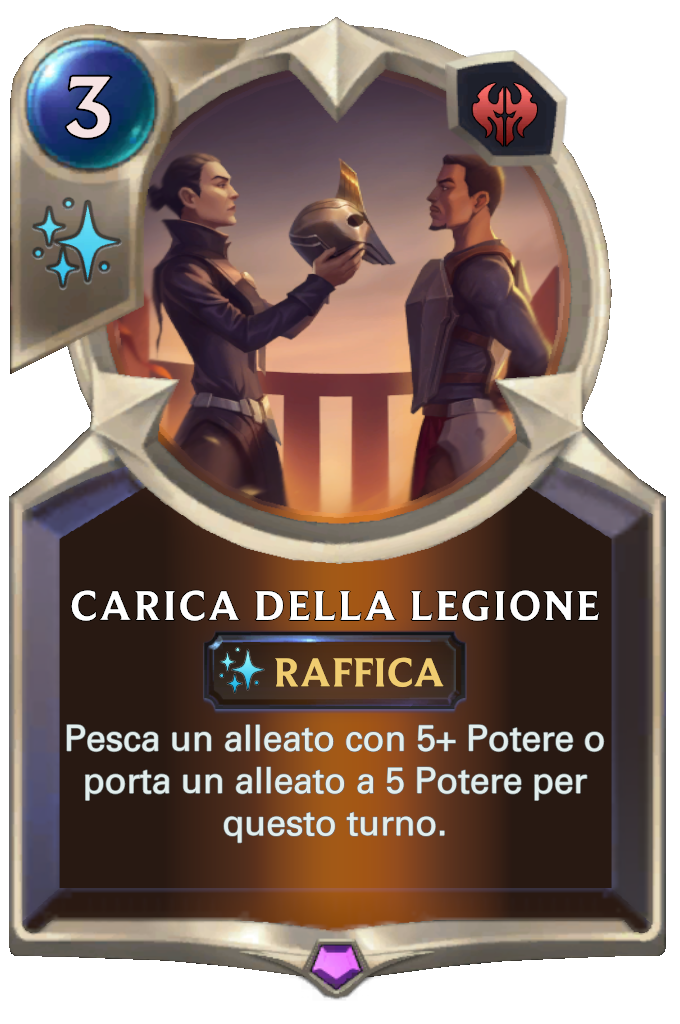 3
CARICA DELLA LEGIONE
RAFFICA
Pesca un alleato con 5+ Potere o
porta un alleato a 5 Potere per
questo turno.